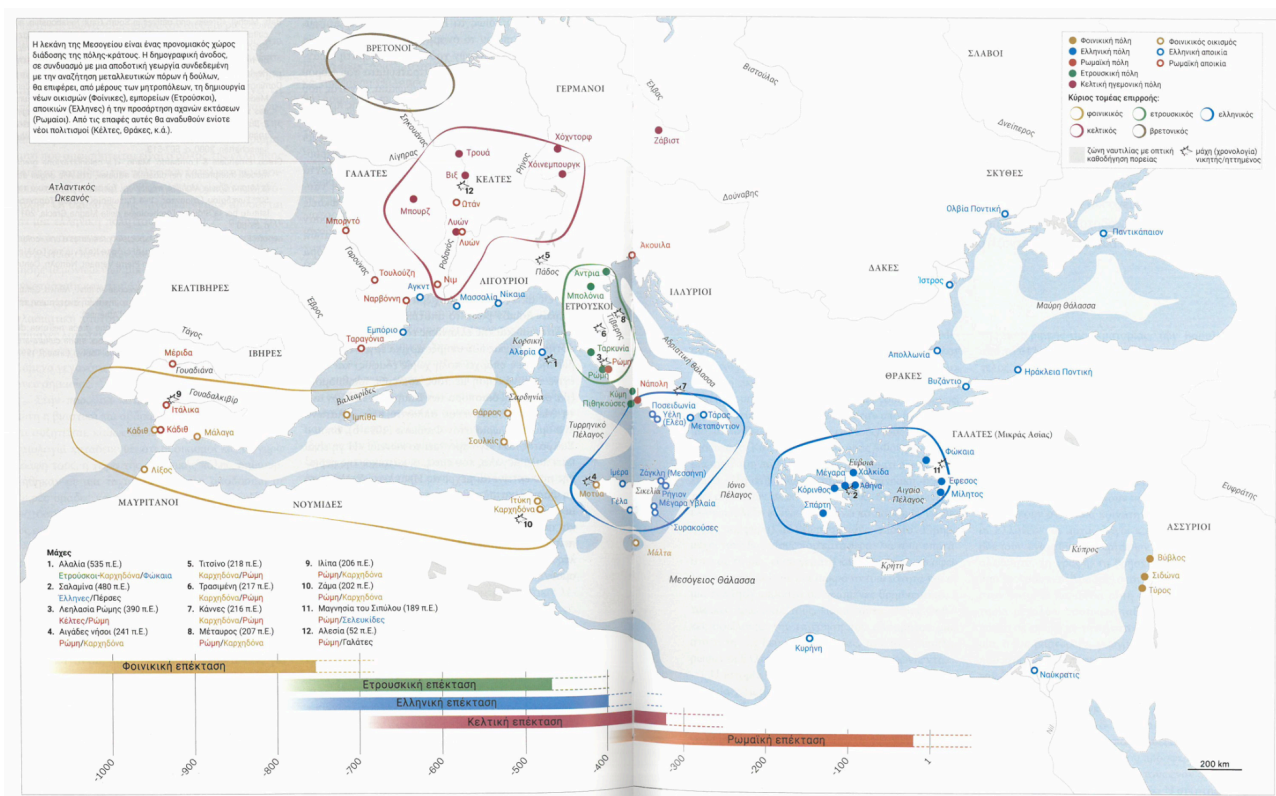 Η λεκάνη της Μεσογείου είναι ένας προνομιακός χώρος
διάδοσης της πόλης-κράτους. Η δημογραφική άνοδος,
σε συνδυασμό με μια αποδοτική γεωργία συνδεδεμένη
με την αναζήτηση μεταλλευτικών πόρων ή δούλων,
θα επιφέρει, από μέρους των μητροπόλεων, τη δημιουργία
νέων οικισμών (Φοίνικες), εμπορείων (Ετρούσκοι),
αποικιών (Έλληνες) ή την προσάρτηση αχανών εκτάσεων
(Ρωμαίοι). Από τις επαφές αυτές θα αναδυθούν ενίοτε
νέοι πολιτισμοί (Κέλτες, Θράκες, κ.ά.).
Φοινικική πόλη
Ελληνική πόλη
Ρωμαϊκή πόλη
Ετρουσκική πόλη
Κελτική ηγεμονική πόλη
Φοινικικός οικισμός
Ελληνική αποικία
Ρωμαϊκή αποικία
Κύριος τομέας επιρροής:
φοινικικός
ετρουσκικός
ελληνικός
κελτικός
βρετονικός
ζώνη ναυτιλίας με οπτική
καθοδήγηση πορείας
μάχη (χρονολογία)
νικητής/ηττημένος
ΒΡΕΤΟΝΟΙ
ΓΕΡΜΑΝΟΙ
ΣΛΑΒΟΙ
Έλβας
Βιστούλας
Δνείπερος
Σηκουάνας
Λίγηρας
Τρουά
Χόχντορφ
Ρήνος
Χόινεμπουργκ
Ζάβιστ
ΓΑΛΑΤΕΣ
Βιξ
12
ΚΕΛΤΕΣ
ΣΚΥΘΕΣ
Ατλαντικός
Ωκεανός
Μπουρζ
Ωτάν
Δούναβης
Ολβία Ποντική
Μπορντό
Λυών
Λυών
Παντικάπαιον
Ροδανός
Γαρούνας
5
Πάδος
Άκουιλα
Τουλούζη
Νιμ
ΛΙΓΟΥΡΙΟΙ
Άντρια
ΔΑΚΕΣ
Ίστρος
ΚΕΛΤΙΒΗΡΕΣ
Έβρος
Ναρβόννη
Αγκντ
Μασσαλία
Νίκαια
Μπολόνια
ΕΤΡΟΥΣΚΟΙ
ΙΛΛΥΡΙΟΙ
Μαύρη Θάλασσα
8
6
Τίβερης
Τάγος
Εμπόριο
Ταραγόνα
Κορσική
Αλερία
1
Ταρκυνία
3
Ρώμη
Ρώμη
Αδριατική Θάλασσα
Απολλωνία
Ηράκλεια Ποντική
ΘΡΑΚΕΣ
Βυζάντιο
ΙΒΗΡΕΣ
Μέριδα
Γουαδιάνα
Γουαδαλκιβίρ
9
Ιτάλικα
Βαλεαρίδες
Ιμπίθα
Σαρδηνία
Θάρρος
Νάπολη
7
Κύμη
Πιθηκούσες
Ποσειδωνία
Υέλη
(Ελέα)
Τάρας
Μεταπόντιον
Κάδιθ
Κάδιθ
Μάλαγα
Σουλκίς
Τυρρηνικό
Πέλαγος
ΓΑΛΑΤΕΣ (Μικράς Ασίας)
Φώκαια
11
Λίξος
Ιμέρα
Ζάγκλη (Μεσσήνη)
4
Μοτύα
Σικελία
Ρήγιον
Ιόνιο
Πέλαγος
Μέγαρα
Εύβοια
Χαλκίδα
Κόρινθος
Αθήνα
2
Αιγαίο
Πέλαγος
Έφεσος
Μίλητος
Σπάρτη
Ευφράτης
ΜΑΥΡΙΤΑΝΟΙ
ΝΟΥΜΙΔΕΣ
Ιτύκη
Καρχηδόνα
10
Γέλα
Μέγαρα Υβλαία
Συρακούσες
Μάλτα
ΑΣΣΥΡΙΟΙ
Κύπρος
Βύβλος
Σιδώνα
Τύρος
Κρήτη
Μεσόγειος Θάλασσα
Κυρήνη
Ναύκρατις
Μάχες
1. Αλαλία (535 π.Ε.)
Ετρούσκοι-Καρχηδόνα/Φώκαια
2. Σαλαμίνα (480 π.Ε.)
Έλληνες/Πέρσες
3. Λεηλασία Ρώμης (390 π.Ε.)
Κέλτες/Ρώμη
4. Αιγάδες νήσοι (241 π.Ε.)
Ρώμη/Καρχηδόνα
5. Τιτσίνο (218 π.Ε.)
Καρχηδόνα/Ρώμη
6. Τρασιμένη (217 π.Ε.)
Καρχηδόνα/Ρώμη
7. Κάννες (216 π.Ε.)
Καρχηδόνα/Ρώμη
8. Μέταυρος (207 π.Ε.)
Ρώμη/Καρχηδόνα
9. Ιλίπα (206 π.Ε.)
Ρώμη/Καρχηδόνα
10. Ζάμα (202 π.Ε.)
Ρώμη/Καρχηδόνα
11. Μαγνησία του Σιπύλου (189 π.Ε.)
Ρώμη/Σελευκίδες
12. Αλεσία (52 π.Ε.)
Ρώμη/Γαλάτες
Φοινικική επέκταση
Ετρουσκική επέκταση
Ελληνική επέκταση
Κελτική επέκταση
Ρωμαϊκή επέκταση
-1000
-900
-800
-700
-600
-500
-400
-300
-200
-100
1
200 km